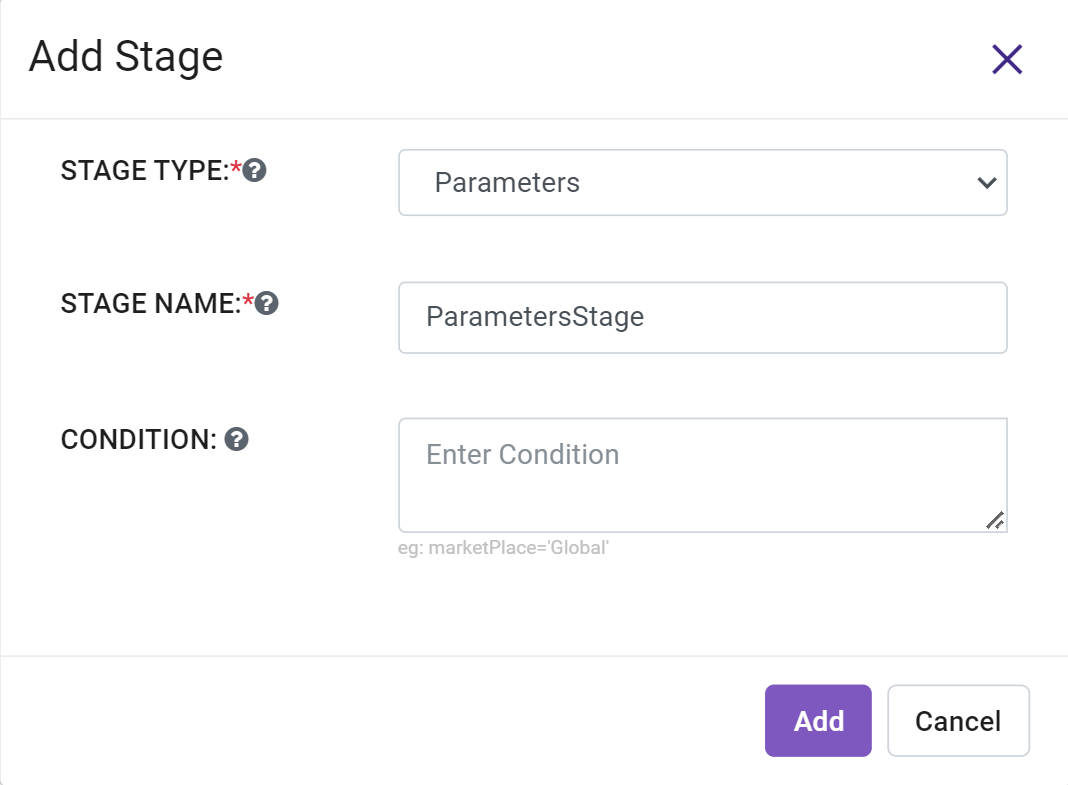 Add Stage
STAGE TYPE:*
Parameters
STAGE NAME:*
ParametersStage
CONDITION:
Enter Condition
eg: marketPlace='Global'
Add
Cancel